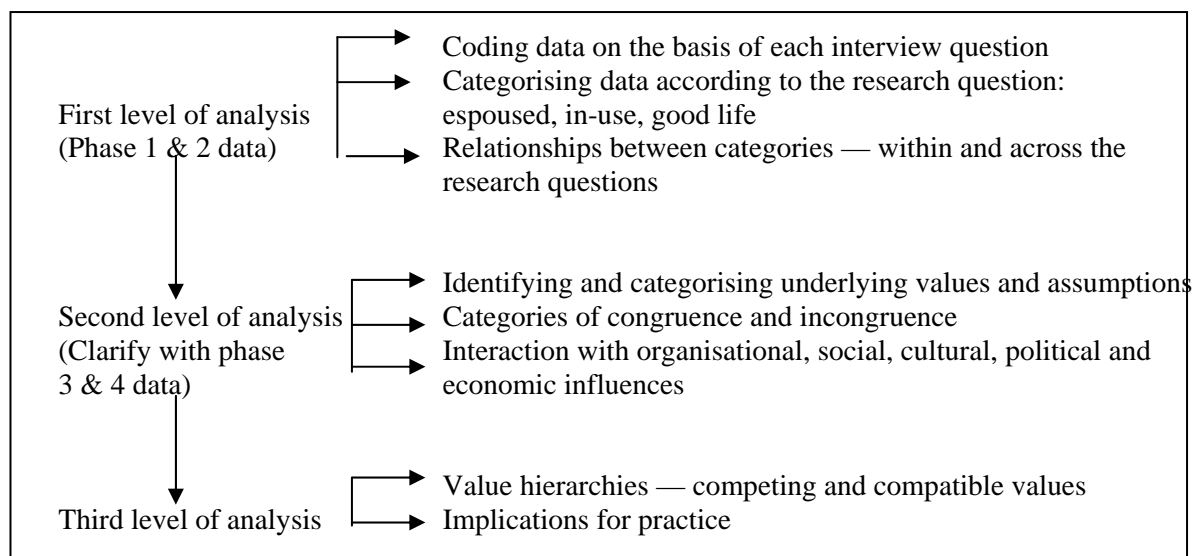 Coding data on the basis of each interview question
Categorising data according to the research question:
First level of analysis
espoused, in-use, good life
(Phase 1 & 2 data)
Relationships between categories — within and across the
research questions
Identifying and categorising underlying values and assumptions
Second level of analysis
Categories of congruence and incongruence
(Clarify with phase
Interaction with organisational, social, cultural, political and
3 & 4 data)
economic influences
Value hierarchies — competing and compatible values
Third level of analysis
Implications for practice